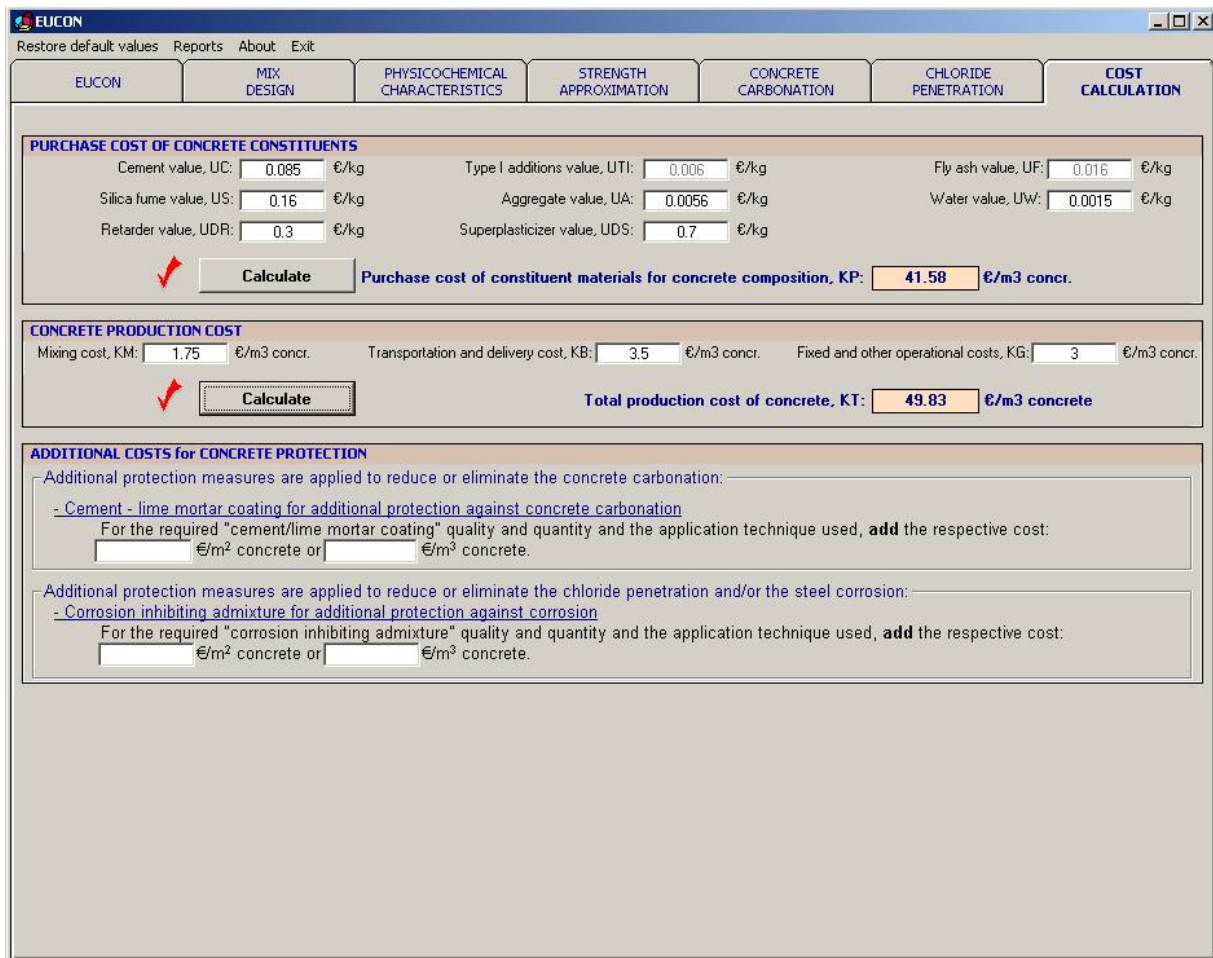 EUCON
Restore default values Reports About Exit
EUCON
MIX DESIGN
PHYSICOCHEMICAL CHARACTERISTICS
STRENGTH APPROXIMATION
CONCRETE CARBONATION
CHLORIDE PENETRATION
COST CALCULATION
PURCHASE COST OF CONCRETE CONSTITUENTS
Cement value, UC: 0.085 €/kg Type I additions value, UTI: 0.006 €/kg Fly ash value, UF: 0.016 €/kg
Silica fume value, US: 0.16 €/kg Aggregate value, UA: 0.0056 €/kg Water value, UW: 0.0015 €/kg
Retarder value, UDR: 0.3 €/kg Superplasticizer value, UDS: 0.7 €/kg
Calculate Purchase cost of constituent materials for concrete composition, KP: 41.58 €/m3 concr.
CONCRETE PRODUCTION COST
Mixing cost, KM: 1.75 €/m3 concr. Transportation and delivery cost, KB: 3.5 €/m3 concr. Fixed and other operational costs, KG: 3 €/m3 concr.
Calculate Total production cost of concrete, KT: 49.83 €/m3 concrete
ADDITIONAL COSTS for CONCRETE PROTECTION
Additional protection measures are applied to reduce or eliminate the concrete carbonation:
- Cement - lime mortar coating for additional protection against concrete carbonation
For the required "cement/lime mortar coating" quality and quantity and the application technique used, add the respective cost:
€/m² concrete or €/m³ concrete.
Additional protection measures are applied to reduce or eliminate the chloride penetration and/or the steel corrosion:
- Corrosion inhibiting admixture for additional protection against corrosion
For the required "corrosion inhibiting admixture" quality and quantity and the application technique used, add the respective cost:
€/m² concrete or €/m³ concrete.